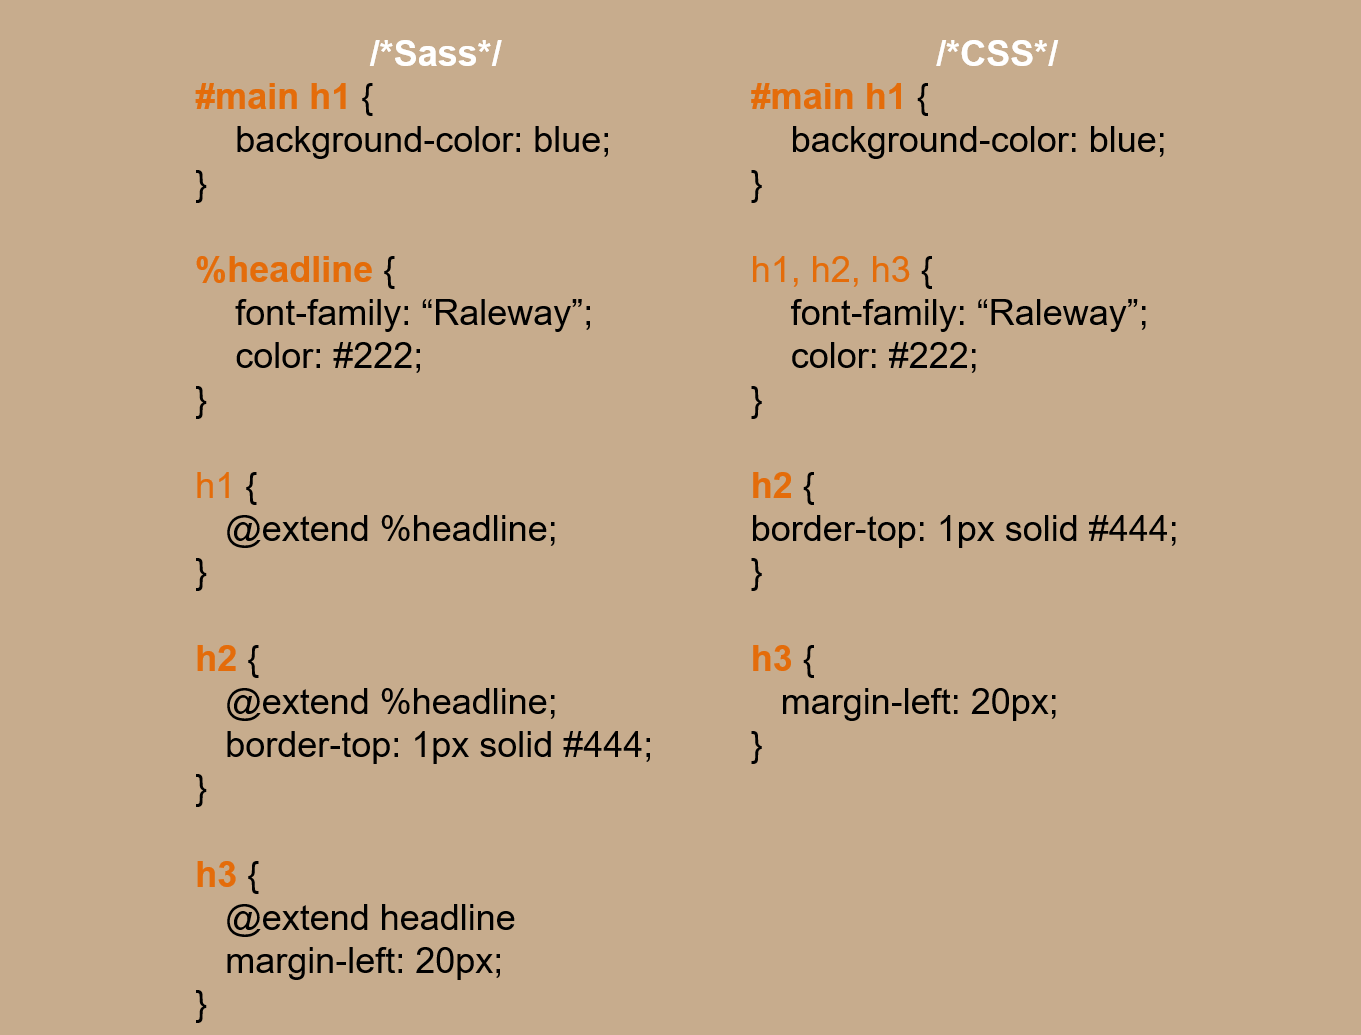 /*Sass*/
#main h1 {
background-color: blue;
}
%headline {
font-family: “Raleway”;
color: #222;
}
h1 {
@extend %headline;
}
h2 {
@extend %headline;
border-top: 1px solid #444;
}
h3 {
@extend headline
margin-left: 20px;
}
/*CSS*/
#main h1 {
background-color: blue;
}
h1, h2, h3 {
font-family: “Raleway”;
color: #222;
}
h2 {
border-top: 1px solid #444;
}
h3 {
margin-left: 20px;
}